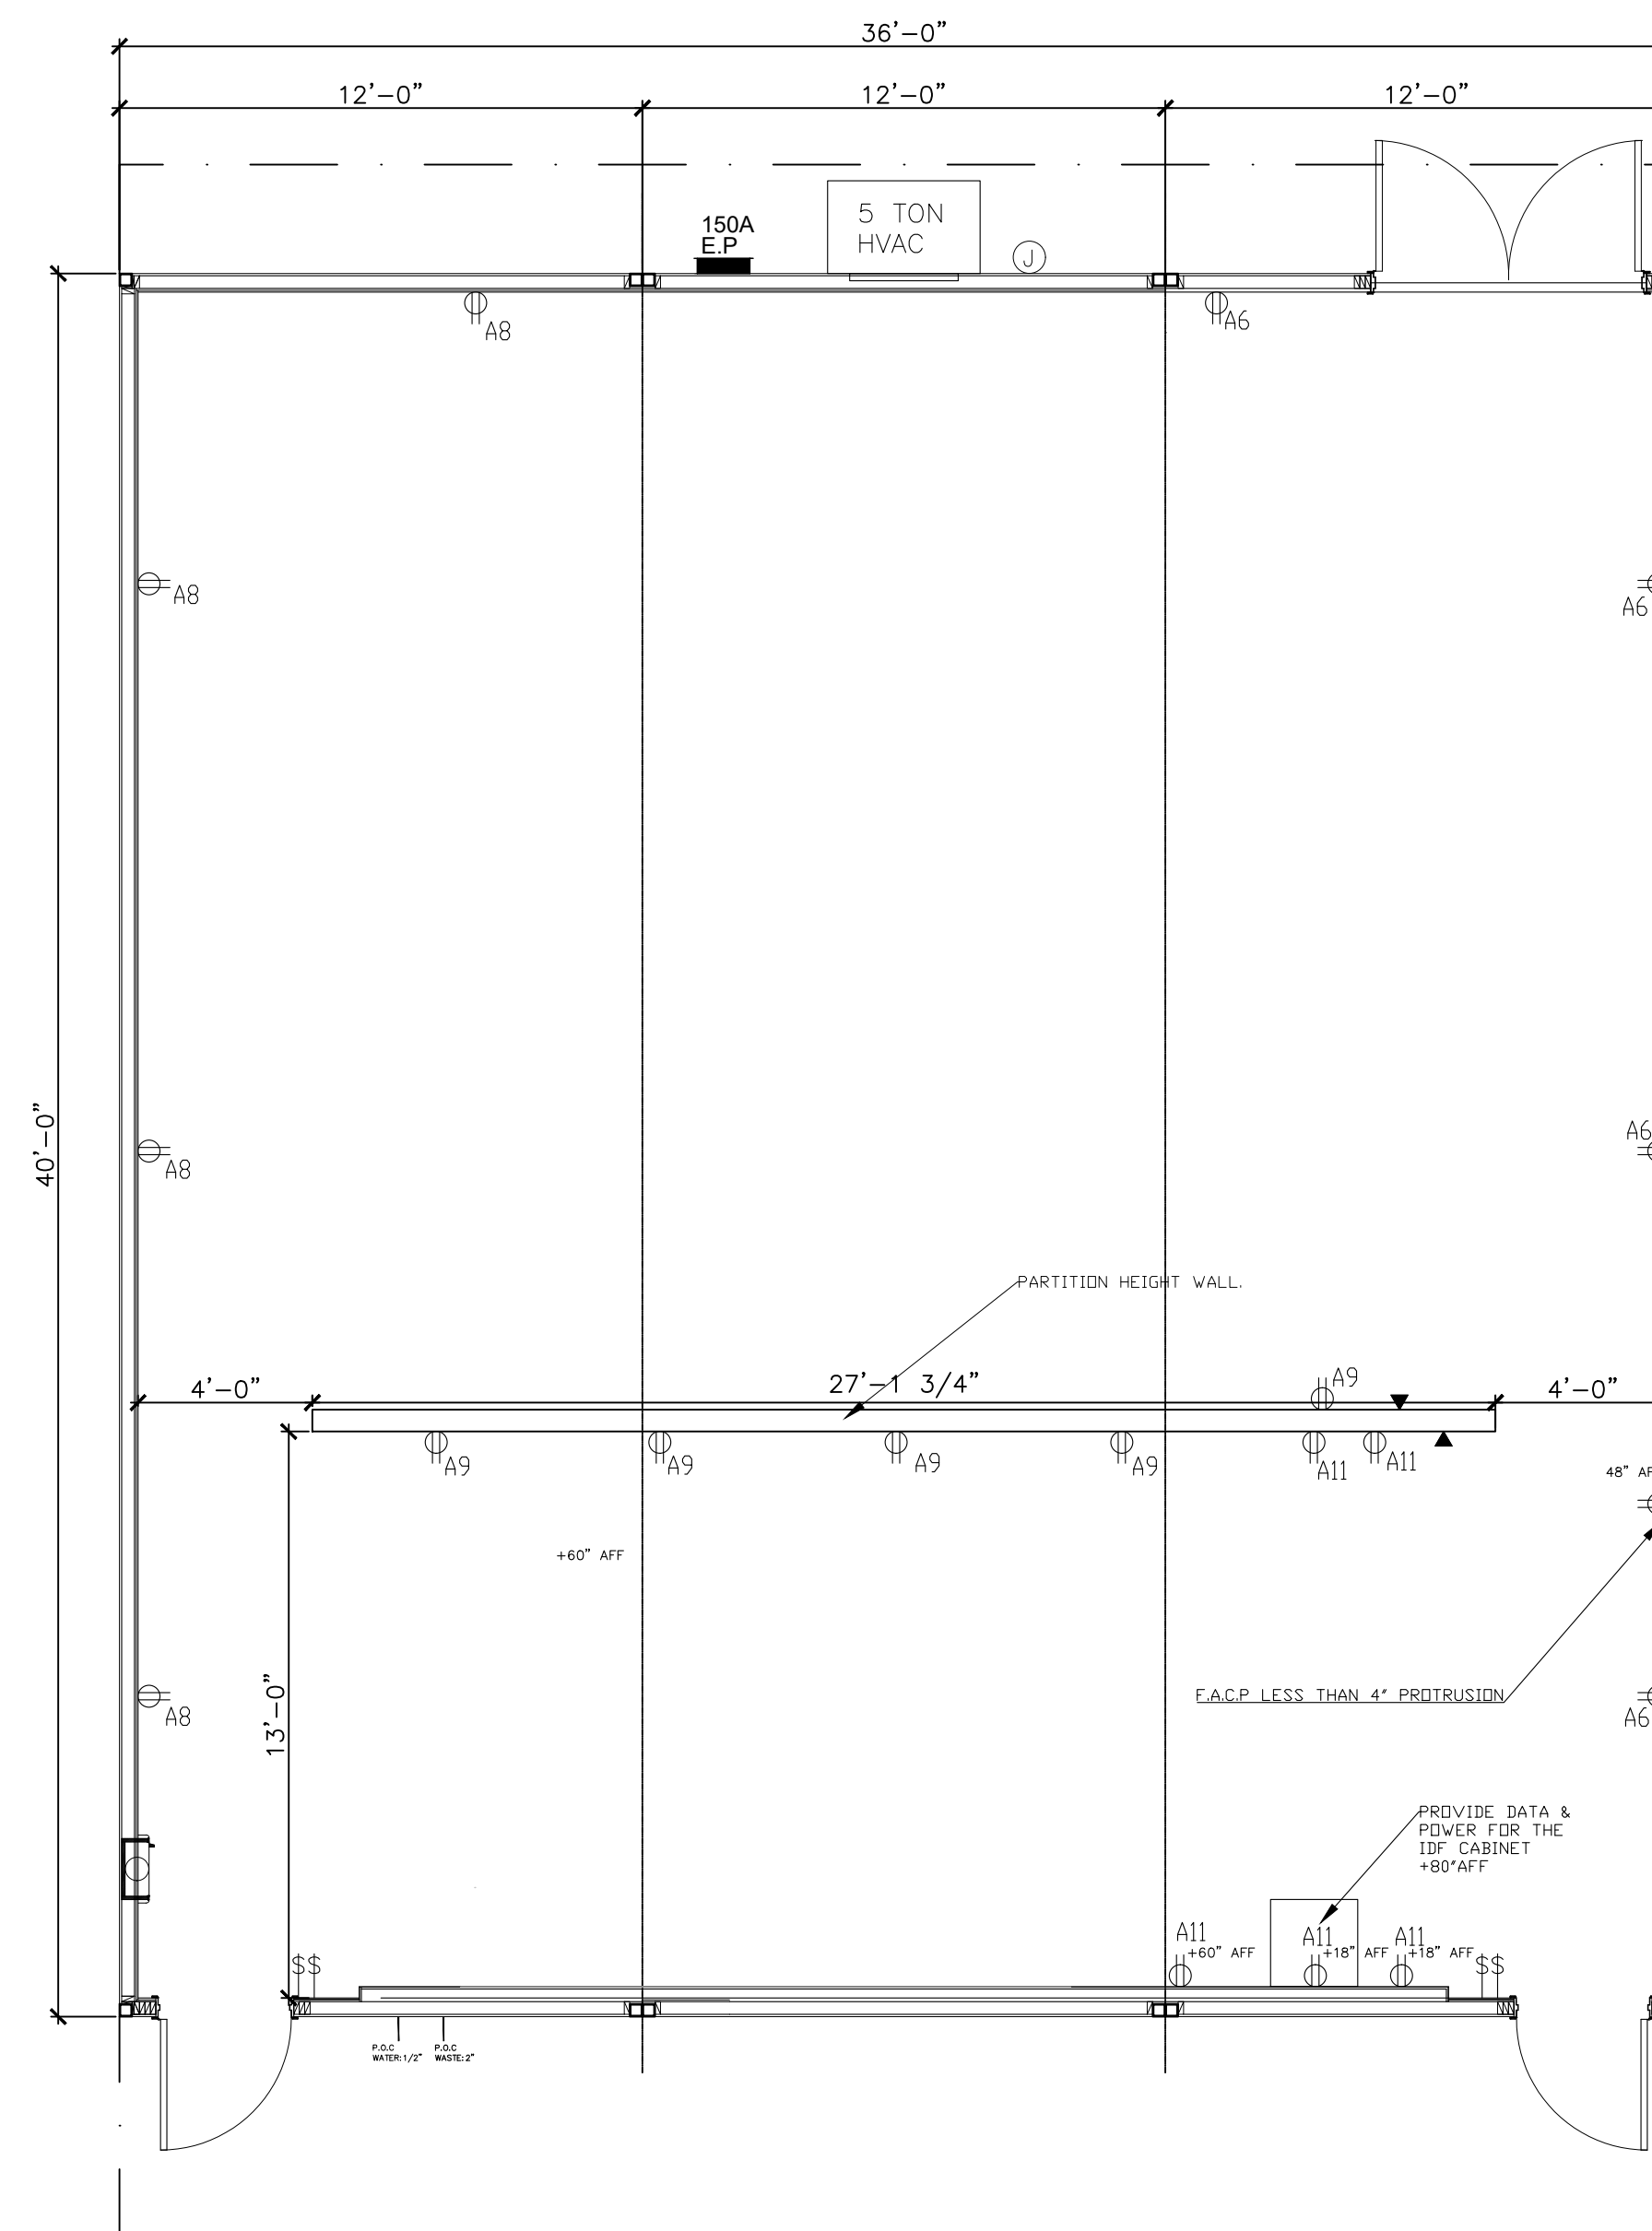 36'-0"
12'-0"
12'-0"
12'-0"
5 TON
HVAC
150A
E.P
J
A8
A6
A8
A6
40'-0"
A6
A8
PARTITION HEIGHT WALL.
4'-0"
27'-1 3/4"
A9
4'-0"
A9
A9
A9
A9
A11
A11
48" AF
+60" AFF
13'-0"
F.A.C.P LESS THAN 4" PROTRUSION
A8
A6
PROVIDE DATA &
POWER FOR THE
IDF CABINET
+80"AFF
A11
+60" AFF
A11
+18" AFF
A11
+18" AFF
$$
$$
P.O.C
WATER:1/2"
P.O.C
WASTE:2"